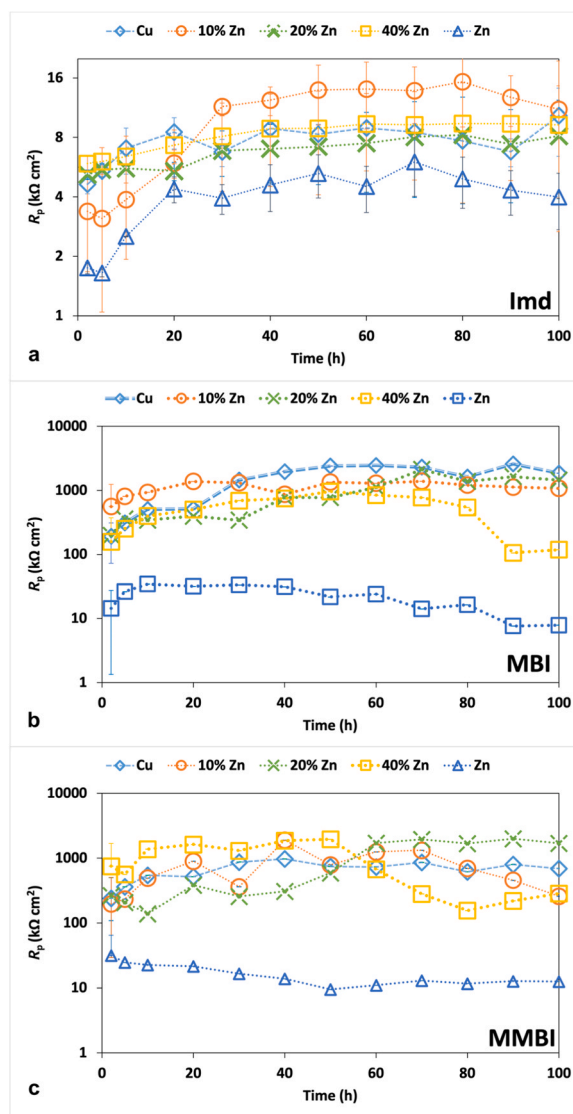 Cu 10% Zn 20% Zn 40% Zn Zn
16
8
4
2
1
Rp (kΩ cm2)
0 20 40 60 80 100
Time (h)
Imd
a
Cu 10% Zn 20% Zn 40% Zn Zn
10000
1000
100
10
1
Rp (kΩ cm2)
0 20 40 60 80 100
Time (h)
MBI
b
Cu 10% Zn 20% Zn 40% Zn Zn
10000
1000
100
10
1
Rp (kΩ cm2)
0 20 40 60 80 100
Time (h)
MMBI
c